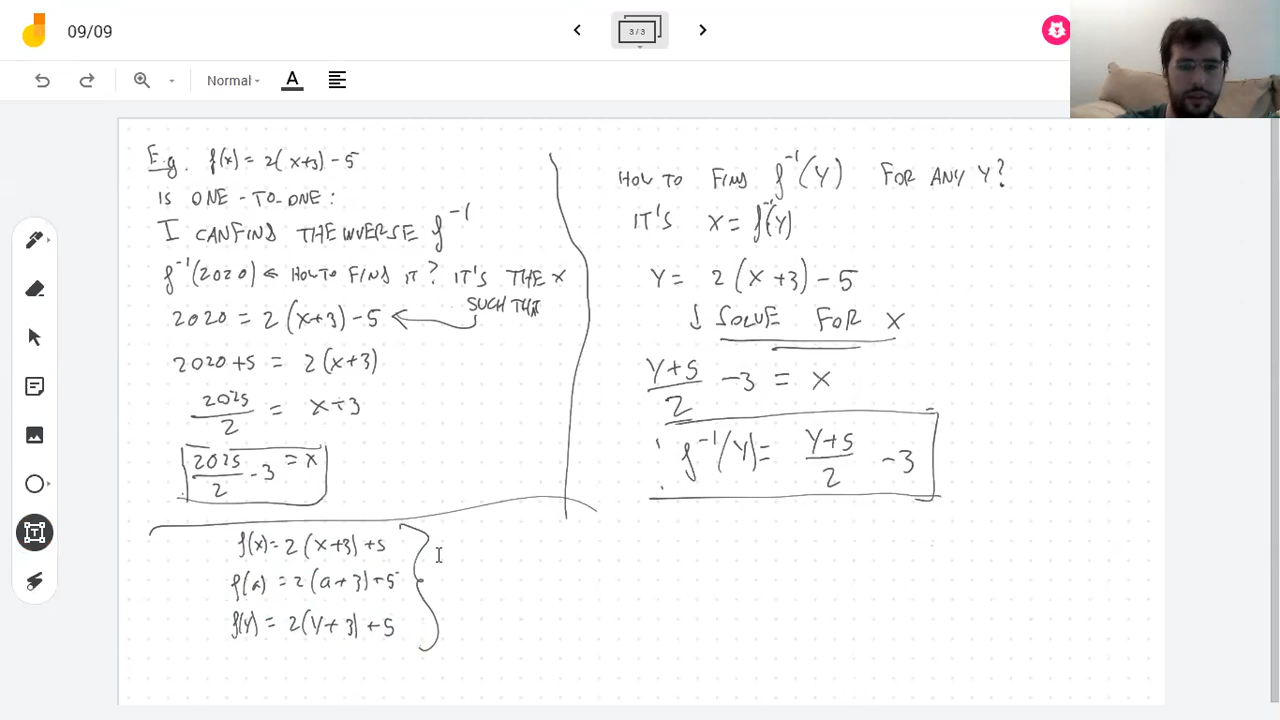 09/09
3 / 3
Normal
E.g. f(x) = 2(x+3) - 5
IS ONE-TO-ONE:
I CAN FIND THE INVERSE f⁻¹
f⁻¹(2020) ← HOW TO FIND IT? IT'S THE X
SUCH THAT
2020 = 2(x+3) - 5
2020+5 = 2(x+3)
2025/2 = x+3
2025/2 - 3 = x
f(x) = 2(x+3)+5
f(a) = 2(a+3)+5
f(y) = 2(y+3)+5
HOW TO FIND f⁻¹(Y) FOR ANY Y?
IT'S X = f⁻¹(Y)
Y = 2(X+3) - 5
↓ SOLVE FOR X
Y+5/2 - 3 = X
f⁻¹(Y) = Y+5/2 - 3